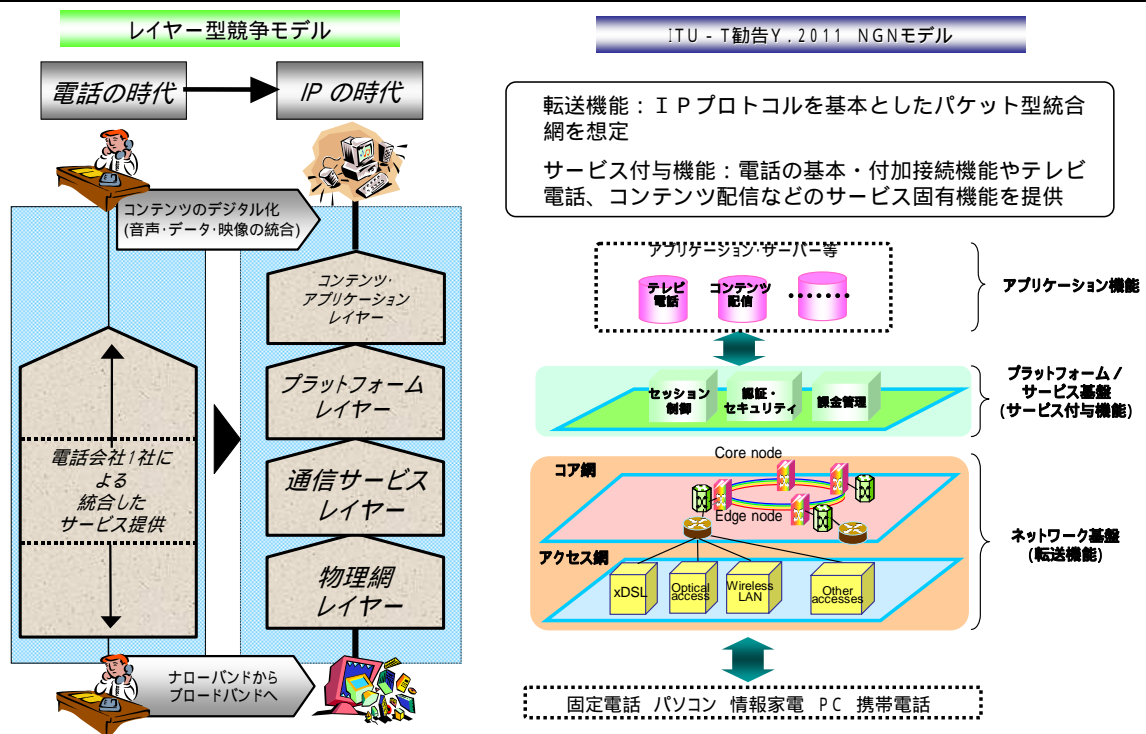 レイヤー型競争モデル
電話の時代
IP の時代
コンテンツのデジタル化
(音声・データ・映像の統合)
電話会社1社に
よる
統合した
サービス提供
コンテンツ・
アプリケーション
レイヤー
プラットフォーム
レイヤー
通信サービス
レイヤー
物理網
レイヤー
ナローバンドから
ブロードバンドへ
ITU-T勧告Y.2011 NGNモデル
転送機能：ＩＰプロトコルを基本としたパケット型統合
網を想定
サービス付与機能：電話の基本・付加接続機能やテレビ
電話、コンテンツ配信などのサービス固有機能を提供
アプリケーション・サーバー等
テレビ
電話
コンテンツ
配信
・・・・・・・
アプリケーション機能
セッション
制御
認証・
セキュリティ
課金管理
プラットフォーム/
サービス基盤
(サービス付与機能)
コア網
Core node
Edge node
アクセス網
xDSL
Optical
access
Wireless
LAN
Other
accesses
ネットワーク基盤
(転送機能)
固定電話 パソコン 情報家電 PC 携帯電話